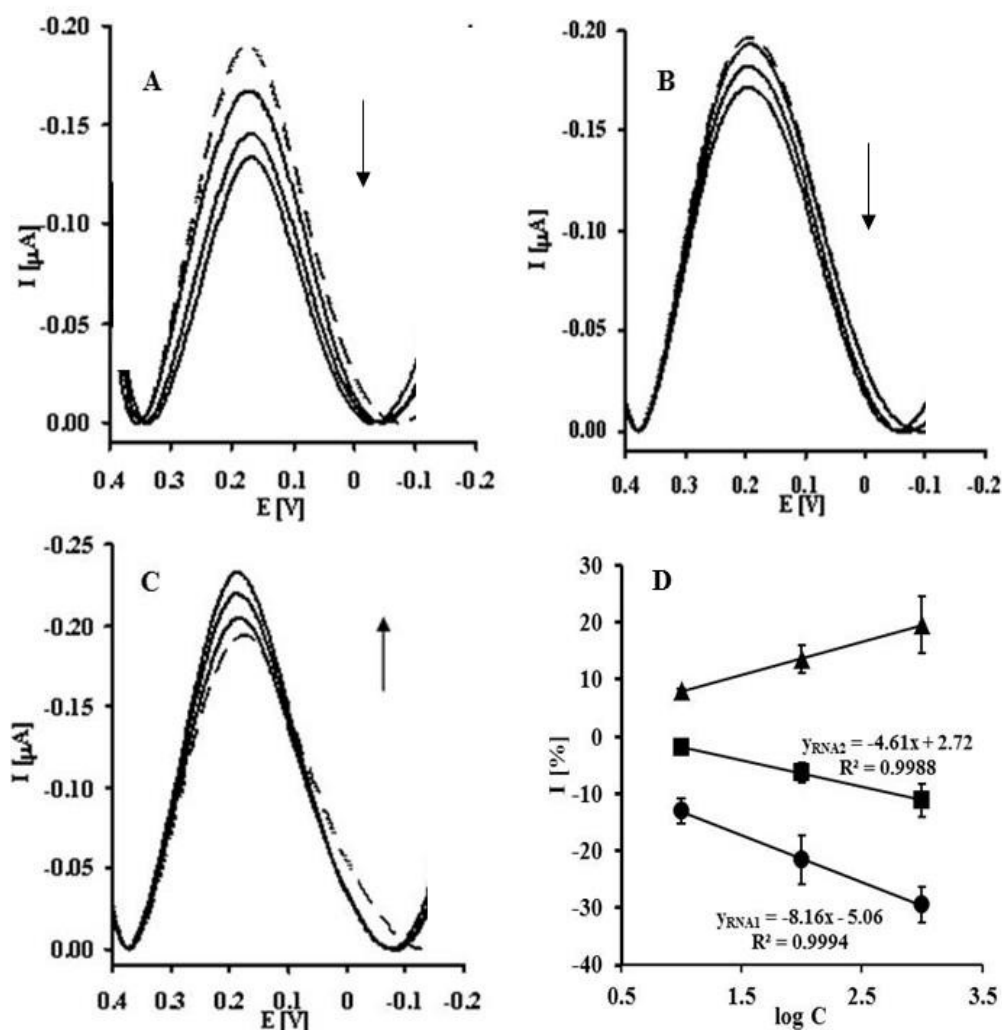 -0.20
A
-0.15
-0.10
-0.05
0.00
I [µA]
0.4 0.3 0.2 0.1 0 -0.1 -0.2
E [V]
-0.20
B
-0.15
-0.10
-0.05
0.00
I [µA]
0.4 0.3 0.2 0.1 0 -0.1 -0.2
E [V]
-0.25
C
-0.20
-0.15
-0.10
-0.05
0.00
I [µA]
0.4 0.3 0.2 0.1 0 -0.1 -0.2
E [V]
30
D
20
10
0
-10
-20
-30
-40
I [%]
yRNA2 = -4.61x + 2.72
R² = 0.9988
yRNA1 = -8.16x - 5.06
R² = 0.9994
0.5 1.5 2.5 3.5
log C